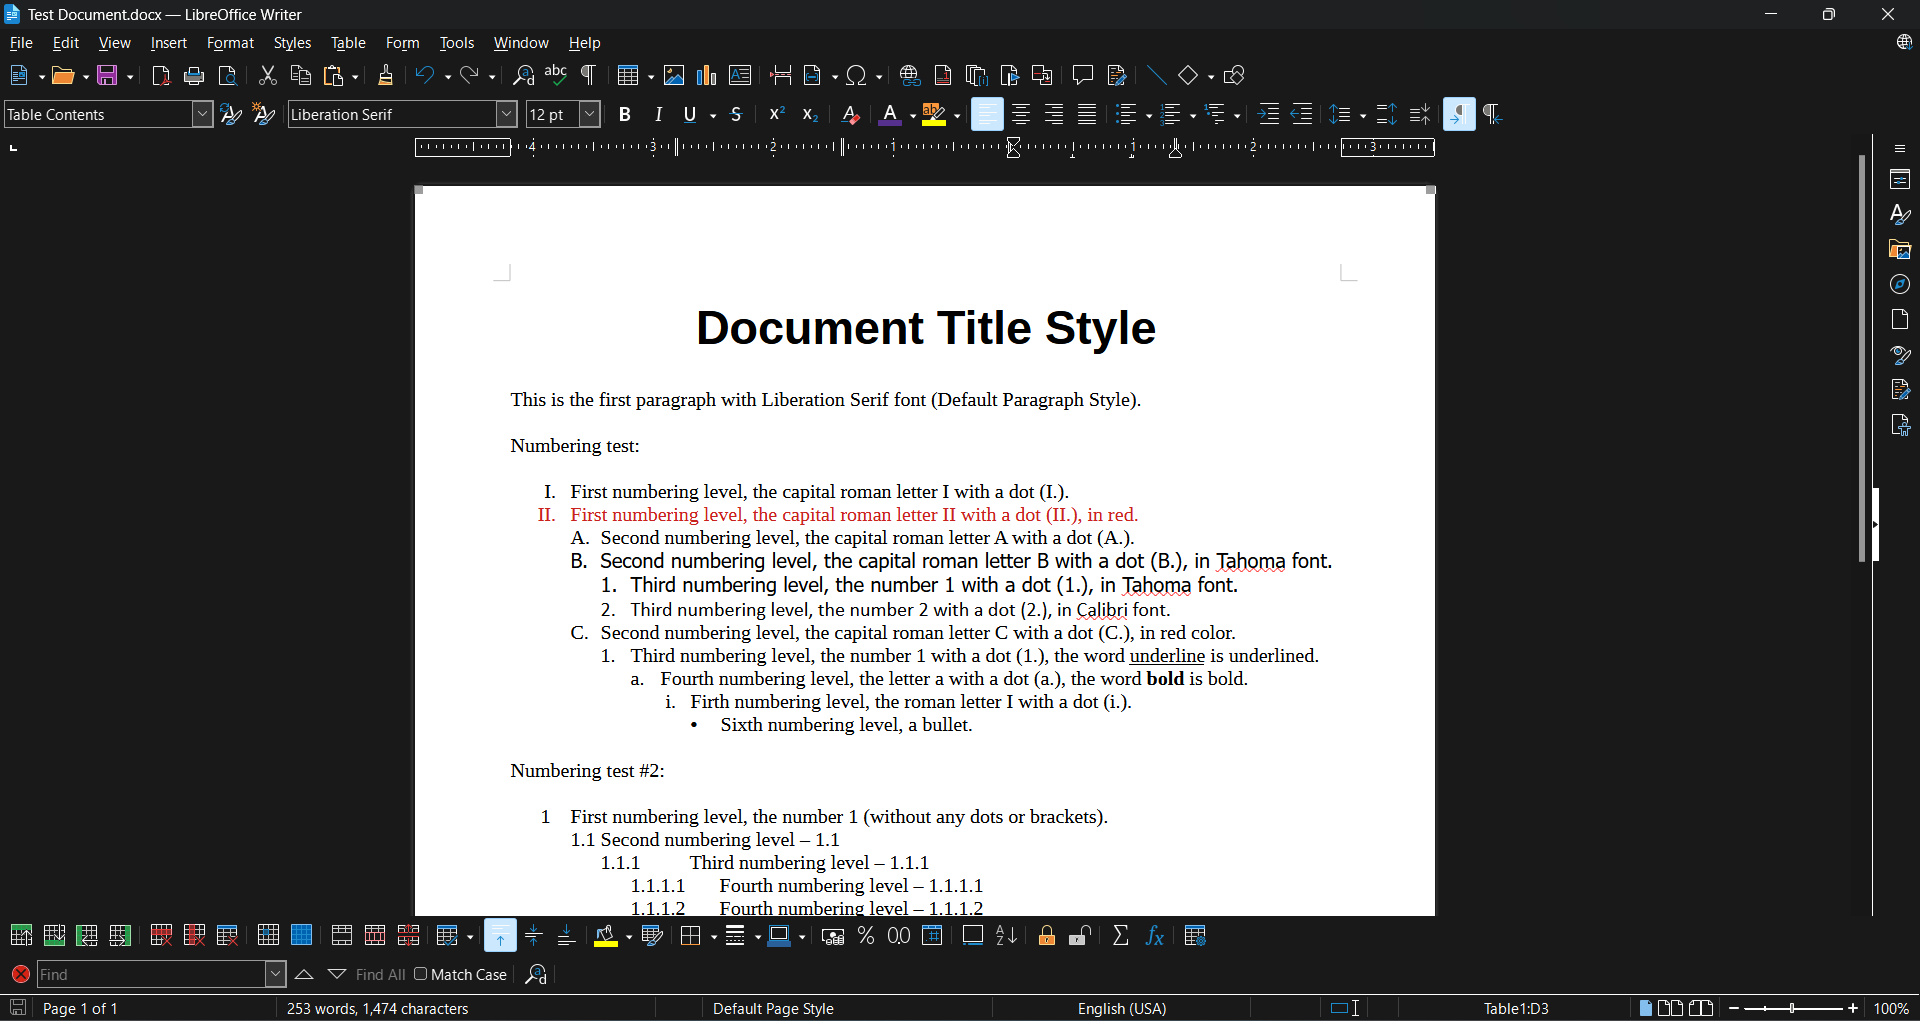 Test Document.docx — LibreOffice Writer
File Edit View Insert Format Styles Table Form Tools Window Help
Table Contents Liberation Serif 12 pt
4 3 2 1 1 2 3
Document Title Style
This is the first paragraph with Liberation Serif font (Default Paragraph Style).
Numbering test:
I. First numbering level, the capital roman letter I with a dot (I.).
II. First numbering level, the capital roman letter II with a dot (II.), in red.
A. Second numbering level, the capital roman letter A with a dot (A.).
B. Second numbering level, the capital roman letter B with a dot (B.), in Tahoma font.
1. Third numbering level, the number 1 with a dot (1.), in Tahoma font.
2. Third numbering level, the number 2 with a dot (2.), in Calibri font.
C. Second numbering level, the capital roman letter C with a dot (C.), in red color.
1. Third numbering level, the number 1 with a dot (1.), the word underline is underlined.
a. Fourth numbering level, the letter a with a dot (a.), the word bold is bold.
i. Firth numbering level, the roman letter I with a dot (i.).
• Sixth numbering level, a bullet.
Numbering test #2:
1 First numbering level, the number 1 (without any dots or brackets).
1.1 Second numbering level – 1.1
1.1.1 Third numbering level – 1.1.1
1.1.1.1 Fourth numbering level – 1.1.1.1
1.1.1.2 Fourth numbering level – 1.1.1.2
Find Find All Match Case
Page 1 of 1 253 words, 1,474 characters Default Page Style English (USA) Table1:D3 100%